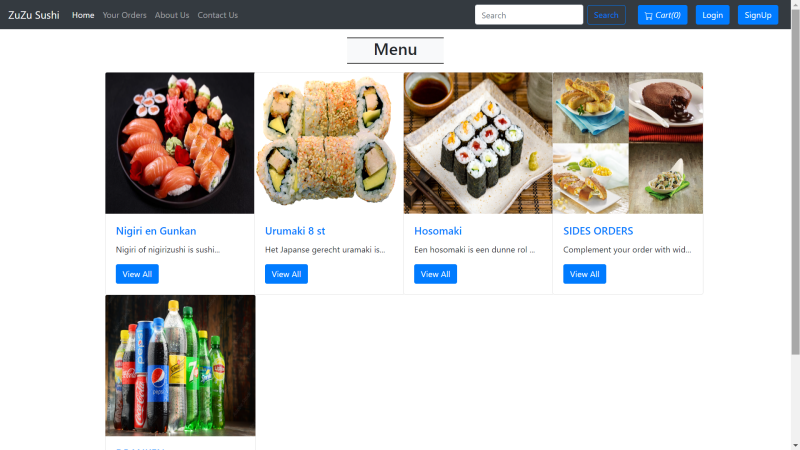 ZuZu Sushi Home Your Orders About Us Contact Us Search Search Cart(0) Login SignUp
Menu
Nigiri en Gunkan
Nigiri of nigirizushi is sushi...
View All
Urumaki 8 st
Het Japanse gerecht uramaki is...
View All
Hosomaki
Een hosomaki is een dunne rol ...
View All
SIDES ORDERS
Complement your order with wid...
View All
pepsi